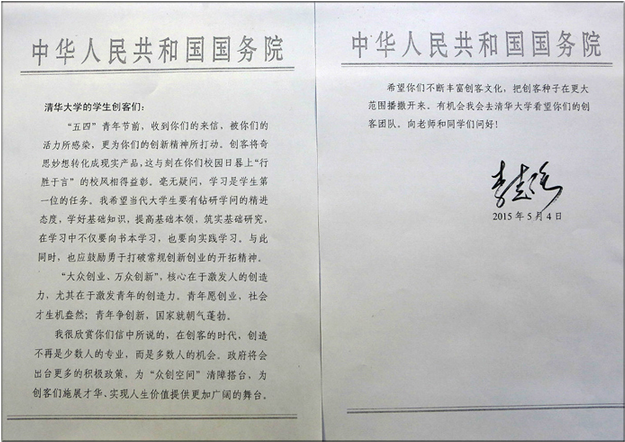 中华人民共和国国务院
清华大学的学生创客们：
“五四”青年节前，收到你们的来信，被你们的
活力所感染，更为你们的创新精神所打动。创客将奇
思妙想转化成现实产品，这与刻在你们校园日晷上“行
胜于言”的校风相得益彰。毫无疑问，学习是学生第
一位的任务。我希望当代大学生要有钻研学问的精进
态度，学好基础知识，提高基本本领，筑实基础研究，
在学习中不仅要向书本学习，也要向实践学习。与此
同时，也应鼓励勇于打破常规创新创业的开拓精神。
“大众创业、万众创新”，核心在于激发人的创造
力，尤其在于激发青年的创造力。青年愿创业，社会
才生机盎然；青年争创新，国家就朝气蓬勃。
我很欣赏你们信中所说的，在创客的时代，创造
不再是少数人的专业，而是多数人的机会。政府将会
出台更多的积极政策，为“众创空间”清障搭台，为
创客们施展才华、实现人生价值提供更加广阔的舞台。
中华人民共和国国务院
希望你们不断丰富创客文化，把创客种子在更大
范围播撒开来。有机会我会去清华大学看望你们的创
客团队。向老师和同学们问好！
李克强
2015年5月4日